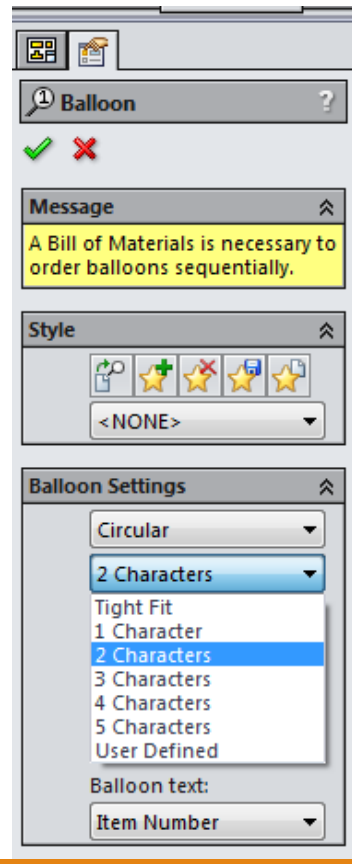 1 Balloon ?
Message
A Bill of Materials is necessary to
order balloons sequentially.
Style
<NONE>
Balloon Settings
Circular
2 Characters
Tight Fit
1 Character
2 Characters
3 Characters
4 Characters
5 Characters
User Defined
Balloon text:
Item Number